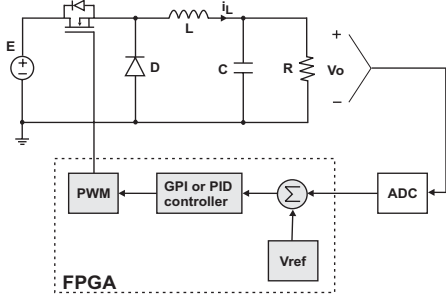 E
L
iL
D
C
R
+
Vo
−
PWM
GPI or PID
controller
Σ
ADC
Vref
FPGA